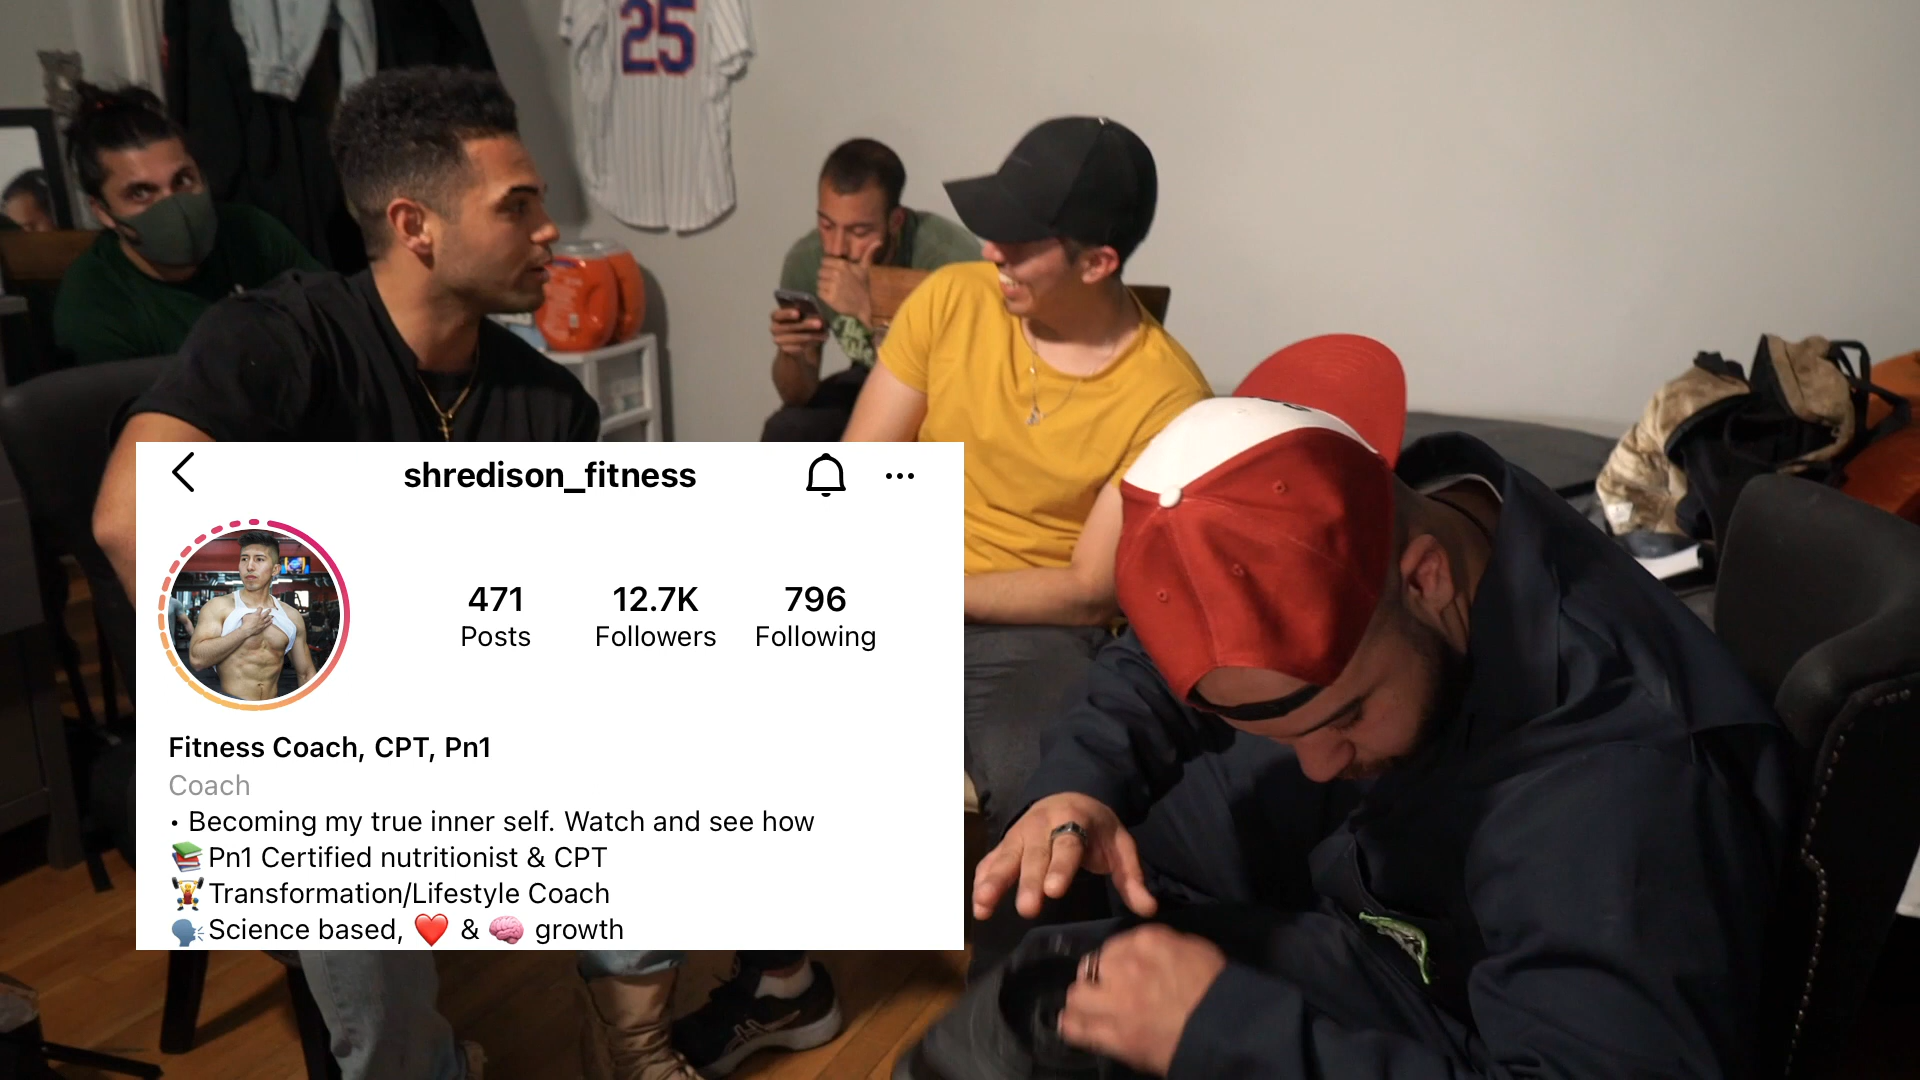 25
shredison_fitness
471
12.7K
796
Posts
Followers
Following
Fitness Coach, CPT, Pn1
Coach
• Becoming my true inner self. Watch and see how
📚Pn1 Certified nutritionist & CPT
🏋️Transformation/Lifestyle Coach
🗣️Science based, ❤️ & 🧠 growth